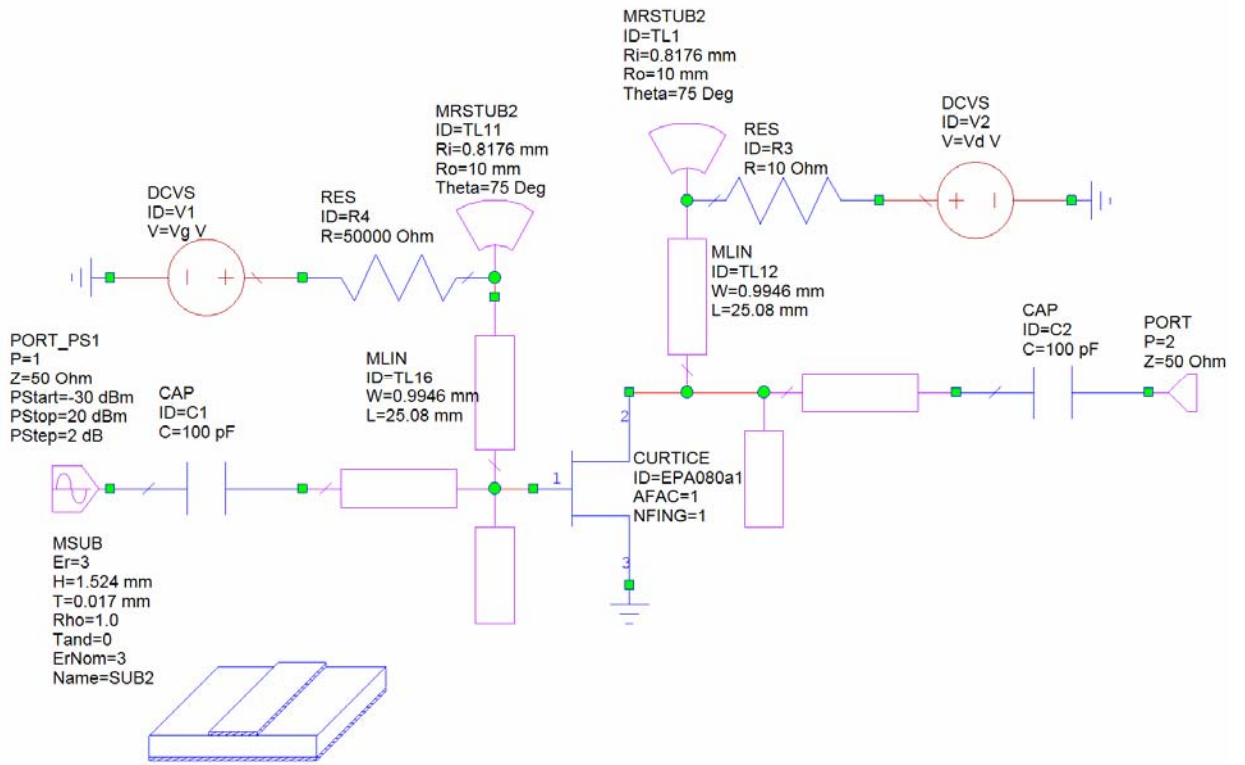 MRSTUB2
ID=TL1
Ri=0.8176 mm
Ro=10 mm
Theta=75 Deg
MRSTUB2
ID=TL11
Ri=0.8176 mm
Ro=10 mm
Theta=75 Deg
RES
ID=R3
R=10 Ohm
DCVS
ID=V2
V=Vd V
DCVS
ID=V1
V=Vg V
RES
ID=R4
R=50000 Ohm
MLIN
ID=TL12
W=0.9946 mm
L=25.08 mm
CAP
ID=C2
C=100 pF
PORT
P=2
Z=50 Ohm
PORT_PS1
P=1
Z=50 Ohm
PStart=-30 dBm
PStop=20 dBm
PStep=2 dB
CAP
ID=C1
C=100 pF
MLIN
ID=TL16
W=0.9946 mm
L=25.08 mm
2
1
3
CURTICE
ID=EPA080a1
AFAC=1
NFING=1
MSUB
Er=3
H=1.524 mm
T=0.017 mm
Rho=1.0
Tand=0
ErNom=3
Name=SUB2